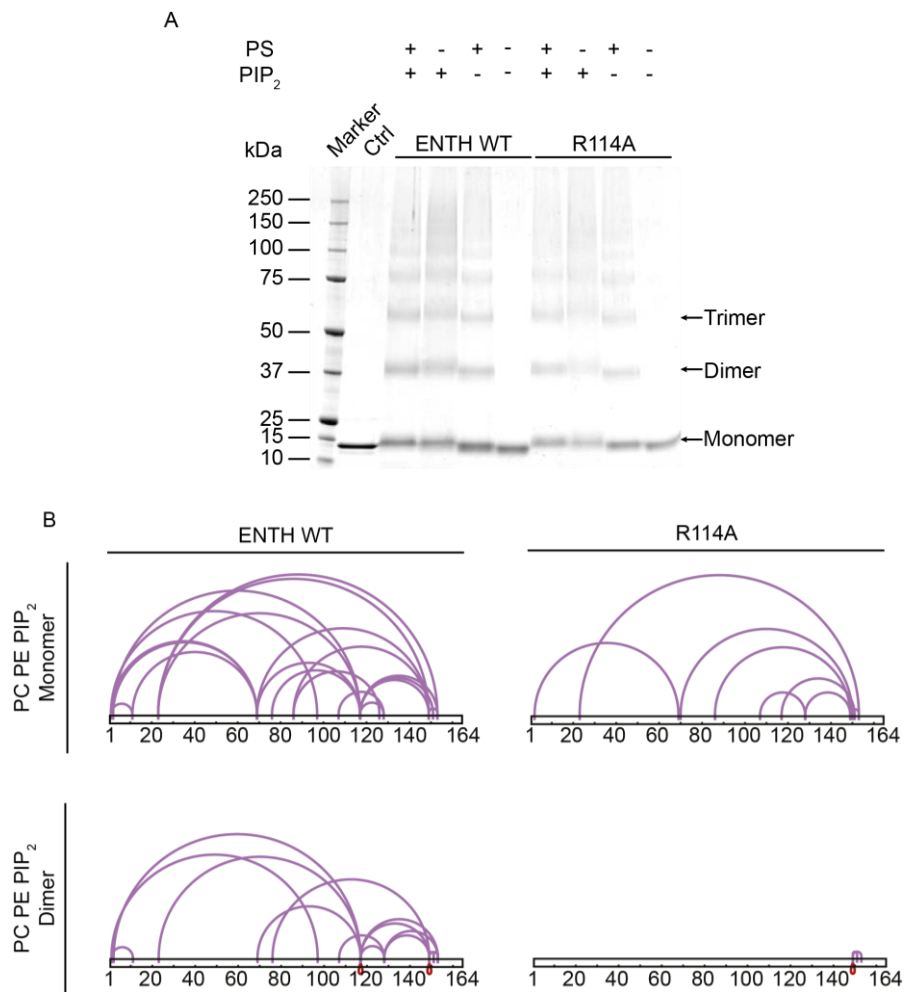 A
PS + - + - + - + -
PIP2 + + - - + + - -
kDa Marker Ctrl ENTH WT R114A
250
150
100
75
50
37
25
15
10
Trimer
Dimer
Monomer
B
ENTH WT R114A
PC PE PIP2
Monomer
1 20 40 60 80 100 120 140 164
1 20 40 60 80 100 120 140 164
PC PE PIP2
Dimer
1 20 40 60 80 100 120 140 164
1 20 40 60 80 100 120 140 164